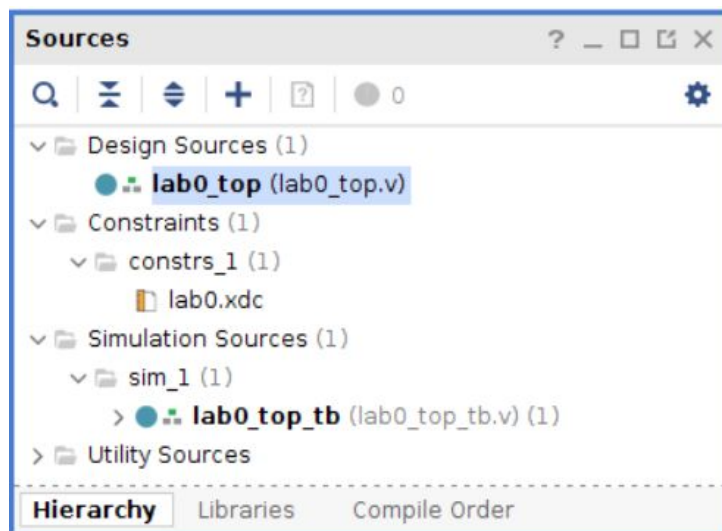 Sources
0
Design Sources (1)
lab0_top (lab0_top.v)
Constraints (1)
constrs_1 (1)
lab0.xdc
Simulation Sources (1)
sim_1 (1)
lab0_top_tb (lab0_top_tb.v) (1)
Utility Sources
Hierarchy Libraries Compile Order